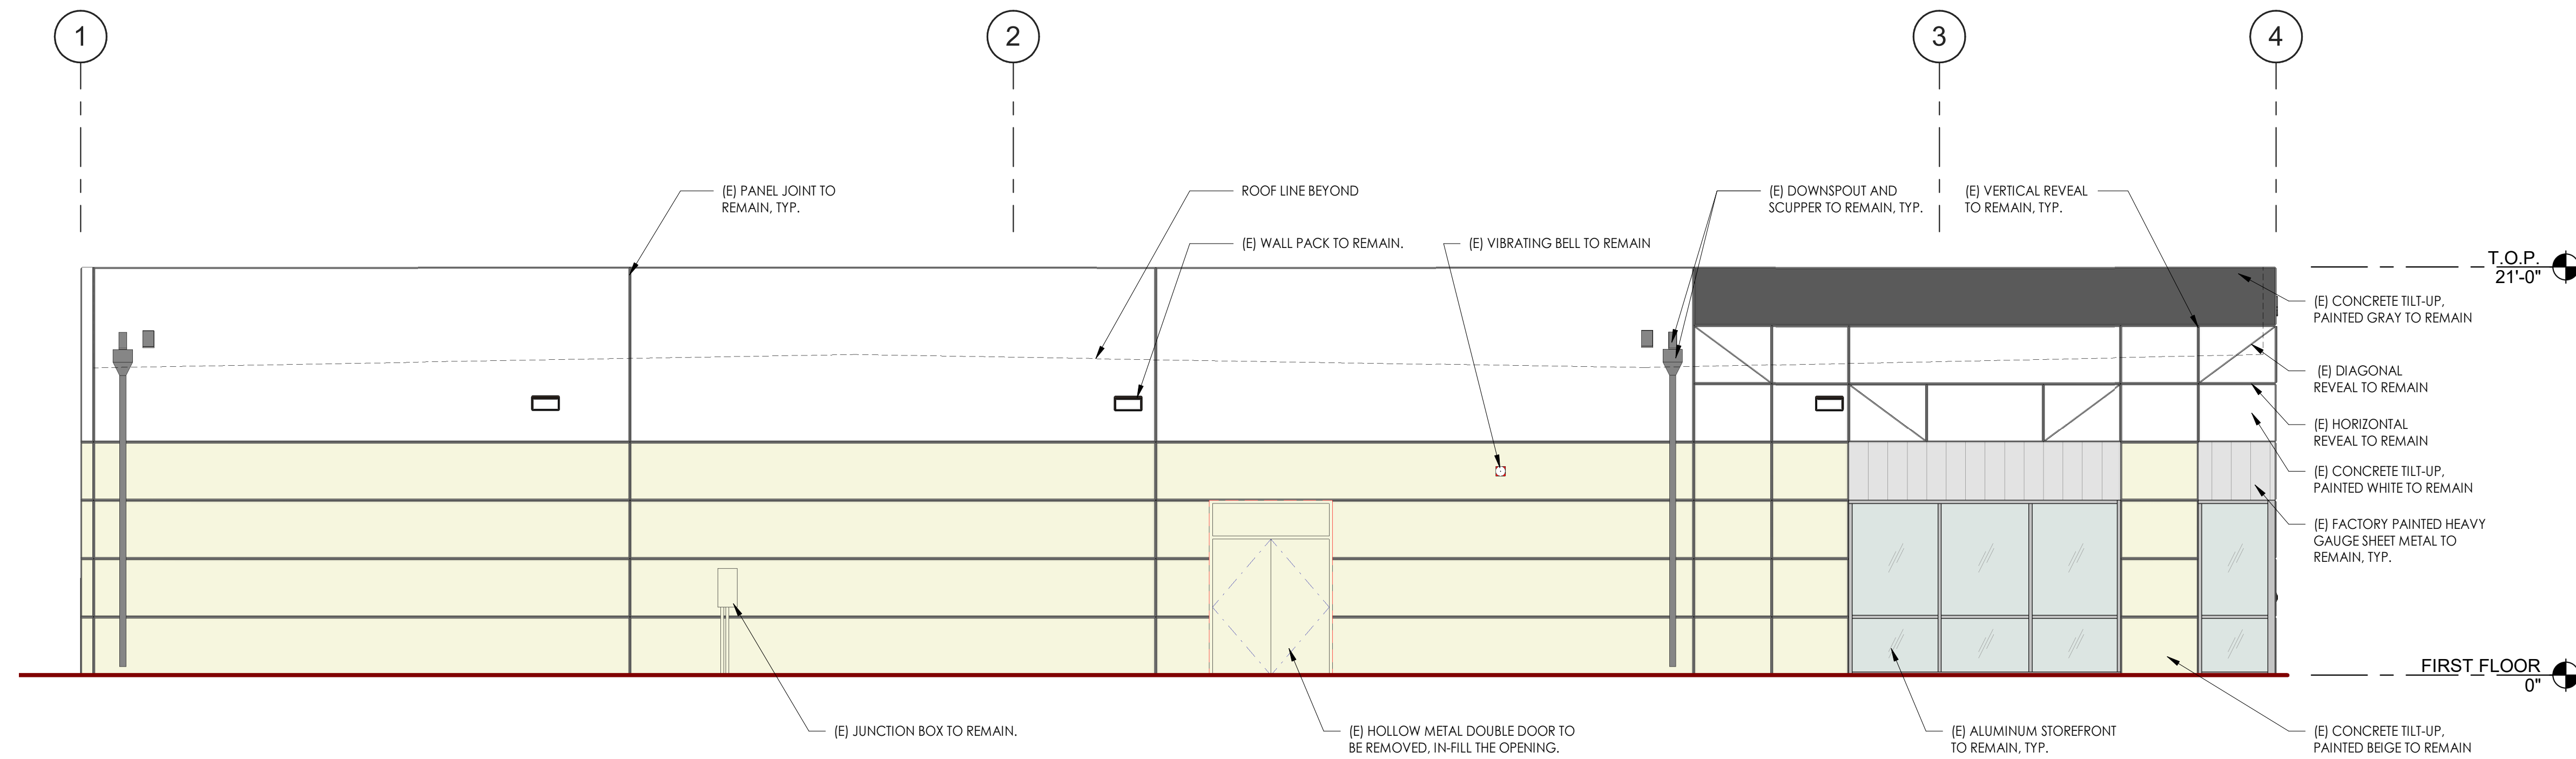 1
2
3
4
(E) PANEL JOINT TO
REMAIN, TYP.
ROOF LINE BEYOND
(E) DOWNSPOUT AND
SCUPPER TO REMAIN, TYP.
(E) VERTICAL REVEAL
TO REMAIN, TYP.
(E) WALL PACK TO REMAIN.
(E) VIBRATING BELL TO REMAIN
T.O.P.
21'-0"
(E) CONCRETE TILT-UP,
PAINTED GRAY TO REMAIN
(E) DIAGONAL
REVEAL TO REMAIN
(E) HORIZONTAL
REVEAL TO REMAIN
(E) CONCRETE TILT-UP,
PAINTED WHITE TO REMAIN
(E) FACTORY PAINTED HEAVY
GAUGE SHEET METAL TO
REMAIN, TYP.
FIRST FLOOR
0"
(E) JUNCTION BOX TO REMAIN.
(E) HOLLOW METAL DOUBLE DOOR TO
BE REMOVED, IN-FILL THE OPENING.
(E) ALUMINUM STOREFRONT
TO REMAIN, TYP.
(E) CONCRETE TILT-UP,
PAINTED BEIGE TO REMAIN